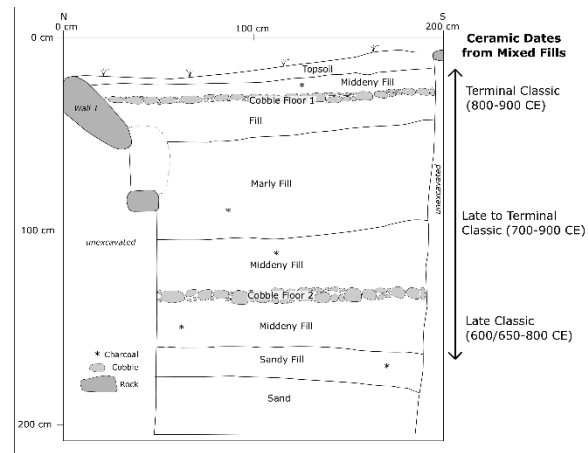 N
S
0 cm
100 cm
200 cm
0 cm
Ceramic Dates
from Mixed Fills
Topsoil
Middeny Fill
Terminal Classic
(800-900 CE)
Wall 1
Cobble Floor 1
Fill
Marly Fill
unexcavated
Late to Terminal
Classic (700-900 CE)
100 cm
unexcavated
Middeny Fill
Cobble Floor 2
Middeny Fill
Late Classic
(600/650-800 CE)
* Charcoal
Cobble
Rock
Sandy Fill
Sand
200 cm